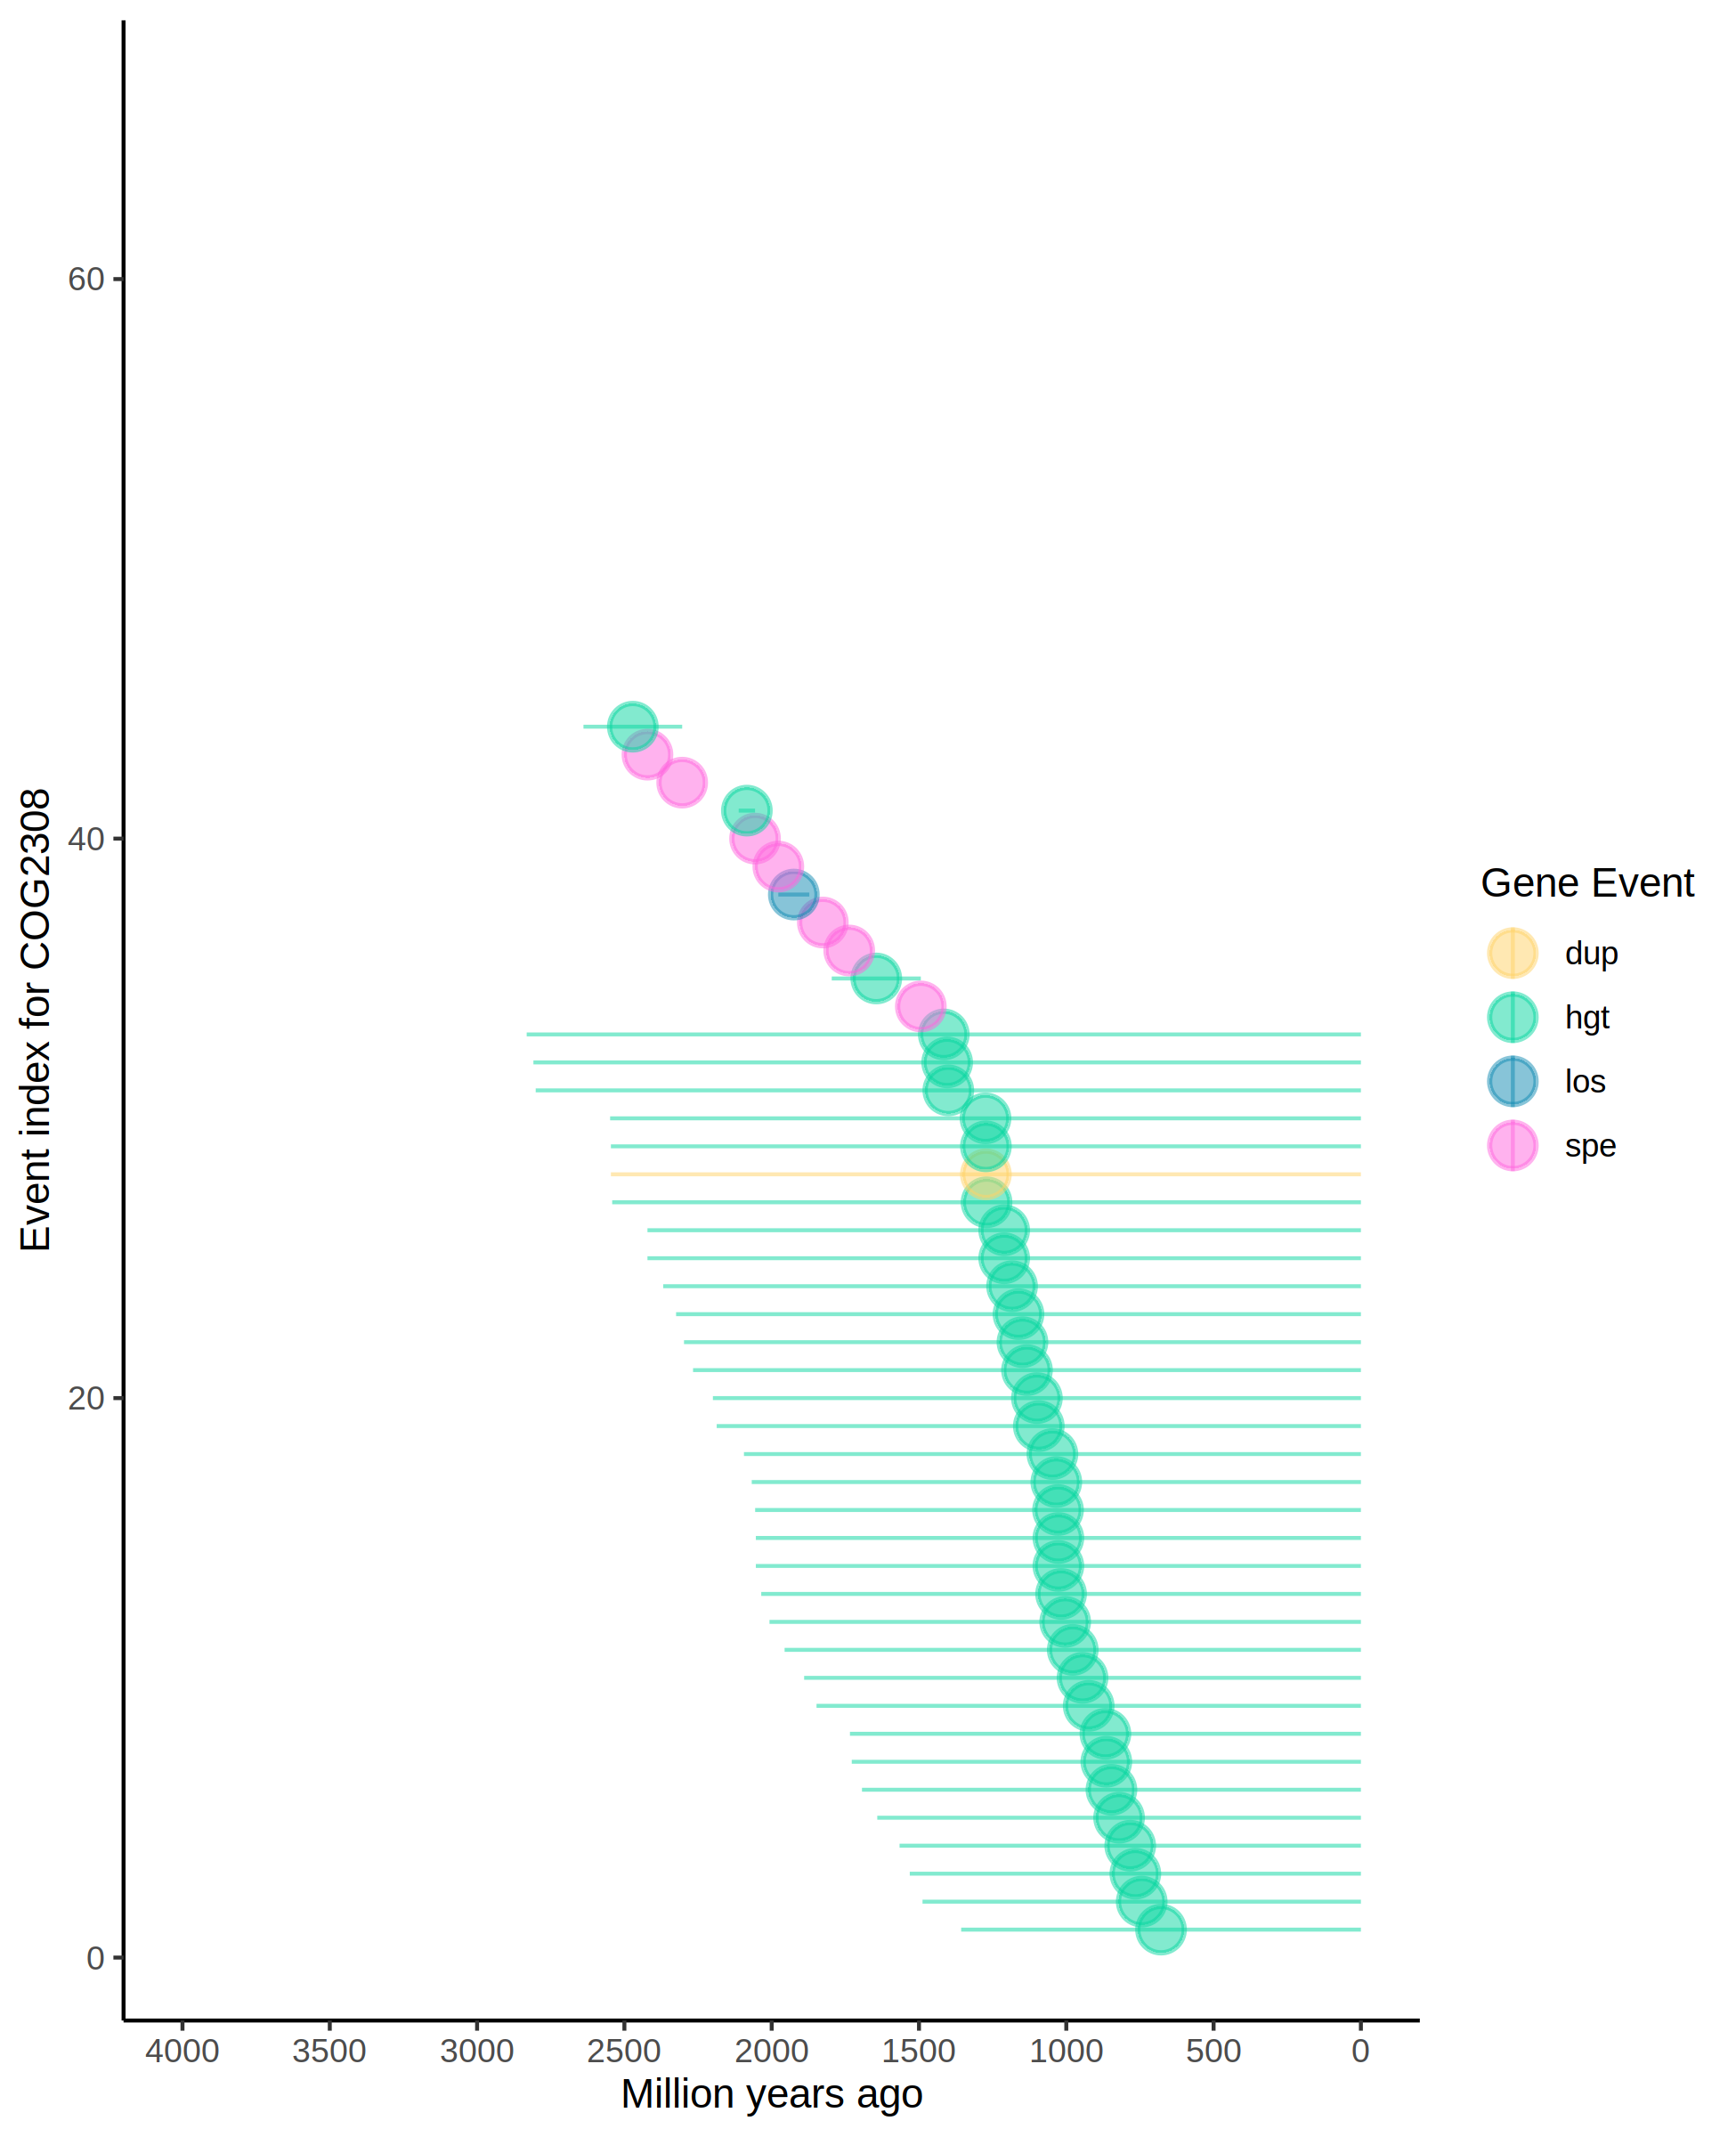 60
40
20
0
Event index for COG2308
4000 3500 3000 2500 2000 1500 1000 500 0
Million years ago
Gene Event
dup
hgt
los
spe